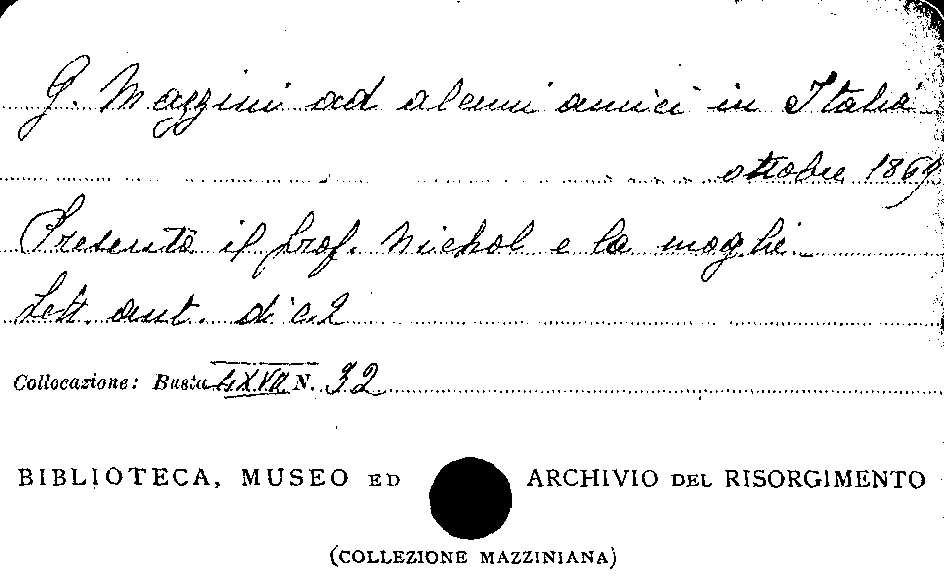 G. Mazzini ad alcuni amici in Italia
ottobre 1869
Presenta il prof. Nichol e la moglie.
Lett. aut. di c. 2
Collocazione: Busta N. 32
BIBLIOTECA, MUSEO ED ARCHIVIO DEL RISORGIMENTO
(COLLEZIONE MAZZINIANA)